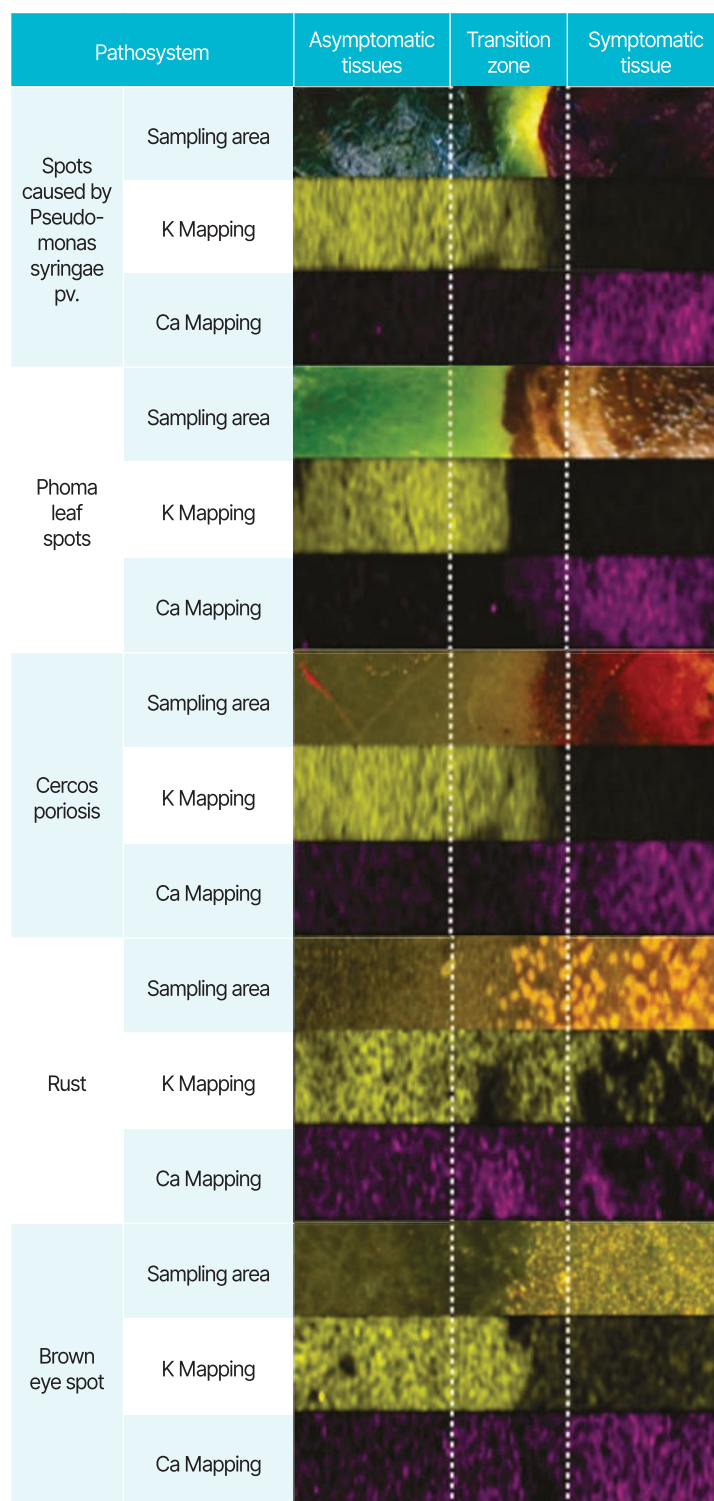 Pathosystem
Asymptomatic
tissues
Transition
zone
Symptomatic
tissue
Spots
caused by
Pseudo-
monas
syringae
pv.
Sampling area
K Mapping
Ca Mapping
Phoma
leaf
spots
Sampling area
K Mapping
Ca Mapping
Cercos
poriosis
Sampling area
K Mapping
Ca Mapping
Rust
Sampling area
K Mapping
Ca Mapping
Brown
eye spot
Sampling area
K Mapping
Ca Mapping